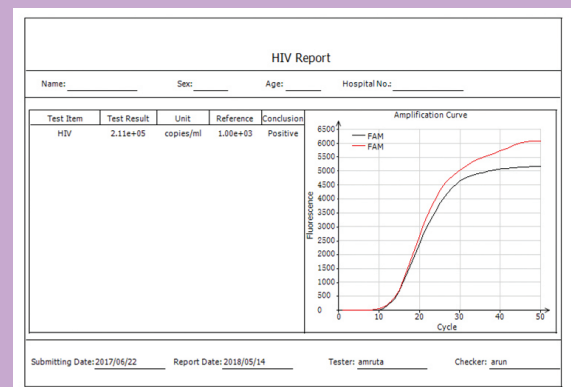 HIV Report
Name: Sex: Age: Hospital No.:
Test Item Test Result Unit Reference Conclusion
HIV 2.11e+05 copies/ml 1.00e+03 Positive
Amplification Curve
FAM
FAM
Fluorescence
6500
6000
5500
5000
4500
4000
3500
3000
2500
2000
1500
1000
500
0
0 10 20 30 40 50
Cycle
Submitting Date: 2017/06/22 Report Date: 2018/05/14 Tester: amruta Checker: arun